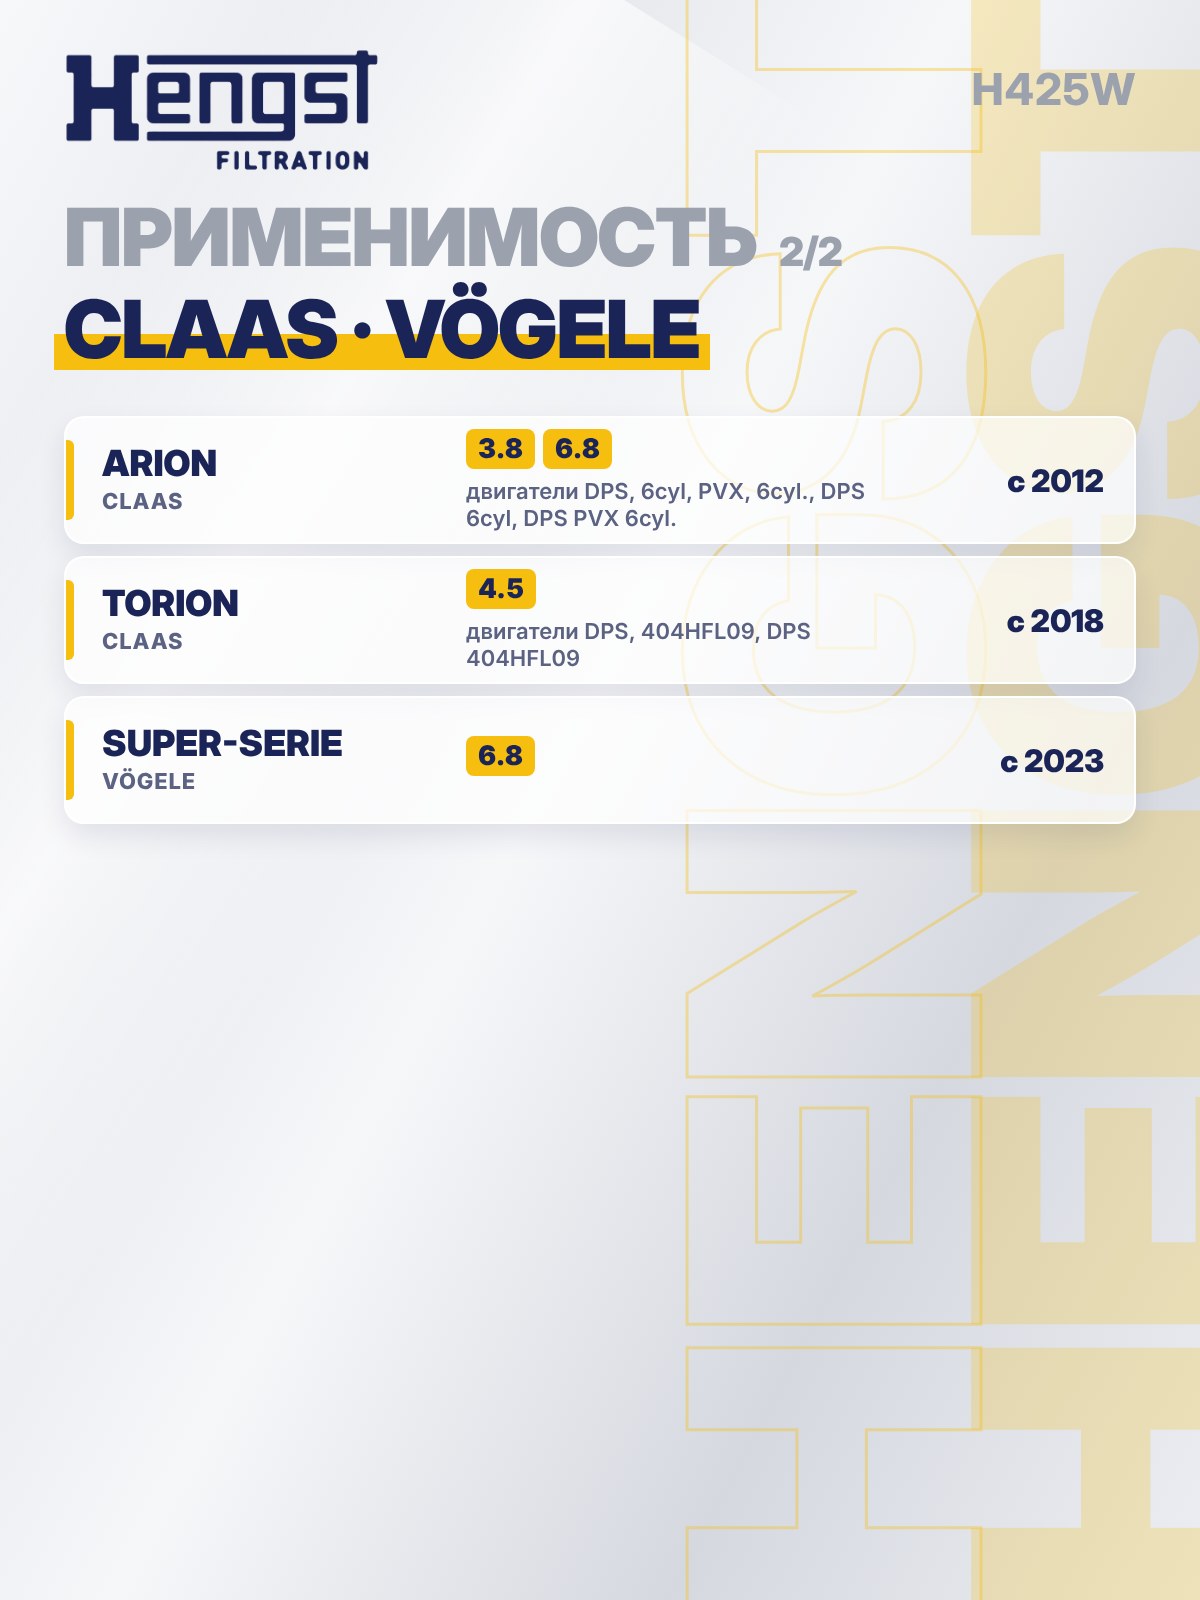 Hengst
FILTRATION
H425W
ПРИМЕНИМОСТЬ 2/2
CLAAS · VÖGELE
ARION
CLAAS
3.8 6.8
двигатели DPS, 6cyl, PVX, 6cyl., DPS
6cyl, DPS PVX 6cyl.
с 2012
TORION
CLAAS
4.5
двигатели DPS, 404HFL09, DPS
404HFL09
с 2018
SUPER-SERIE
VÖGELE
6.8
с 2023
HENGST
HENGST